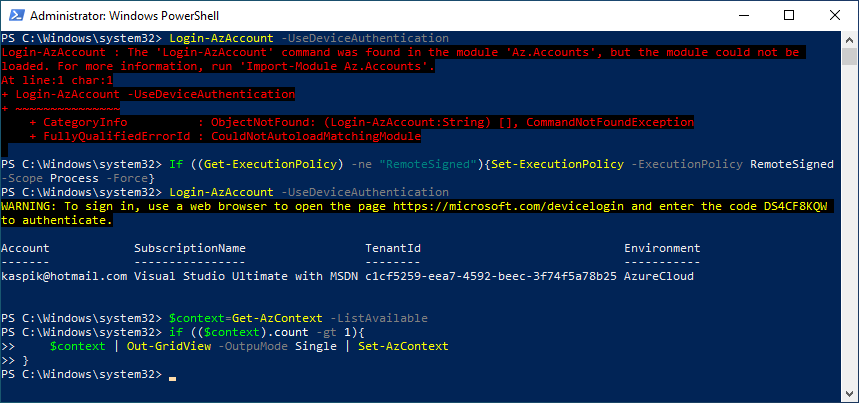 Administrator: Windows PowerShell
PS C:\Windows\system32> Login-AzAccount -UseDeviceAuthentication
Login-AzAccount : The 'Login-AzAccount' command was found in the module 'Az.Accounts', but the module could not be
loaded. For more information, run 'Import-Module Az.Accounts'.
At line:1 char:1
+ Login-AzAccount -UseDeviceAuthentication
+ ~~~~~~~~~~~~~~~
    + CategoryInfo          : ObjectNotFound: (Login-AzAccount:String) [], CommandNotFoundException
    + FullyQualifiedErrorId : CouldNotAutoloadMatchingModule
PS C:\Windows\system32> If ((Get-ExecutionPolicy) -ne "RemoteSigned"){Set-ExecutionPolicy -ExecutionPolicy RemoteSigned
-Scope Process -Force}
PS C:\Windows\system32> Login-AzAccount -UseDeviceAuthentication
WARNING: To sign in, use a web browser to open the page https://microsoft.com/devicelogin and enter the code DS4CF8KQW
to authenticate.
Account            SubscriptionName                 TenantId                             Environment
-------            ----------------                 --------                             -----------
kaspik@hotmail.com Visual Studio Ultimate with MSDN c1cf5259-eea7-4592-beec-3f74f5a78b25 AzureCloud
PS C:\Windows\system32> $context=Get-AzContext -ListAvailable
PS C:\Windows\system32> if (($context).count -gt 1){
>>     $context | Out-GridView -OutpuMode Single | Set-AzContext
>> }
PS C:\Windows\system32>